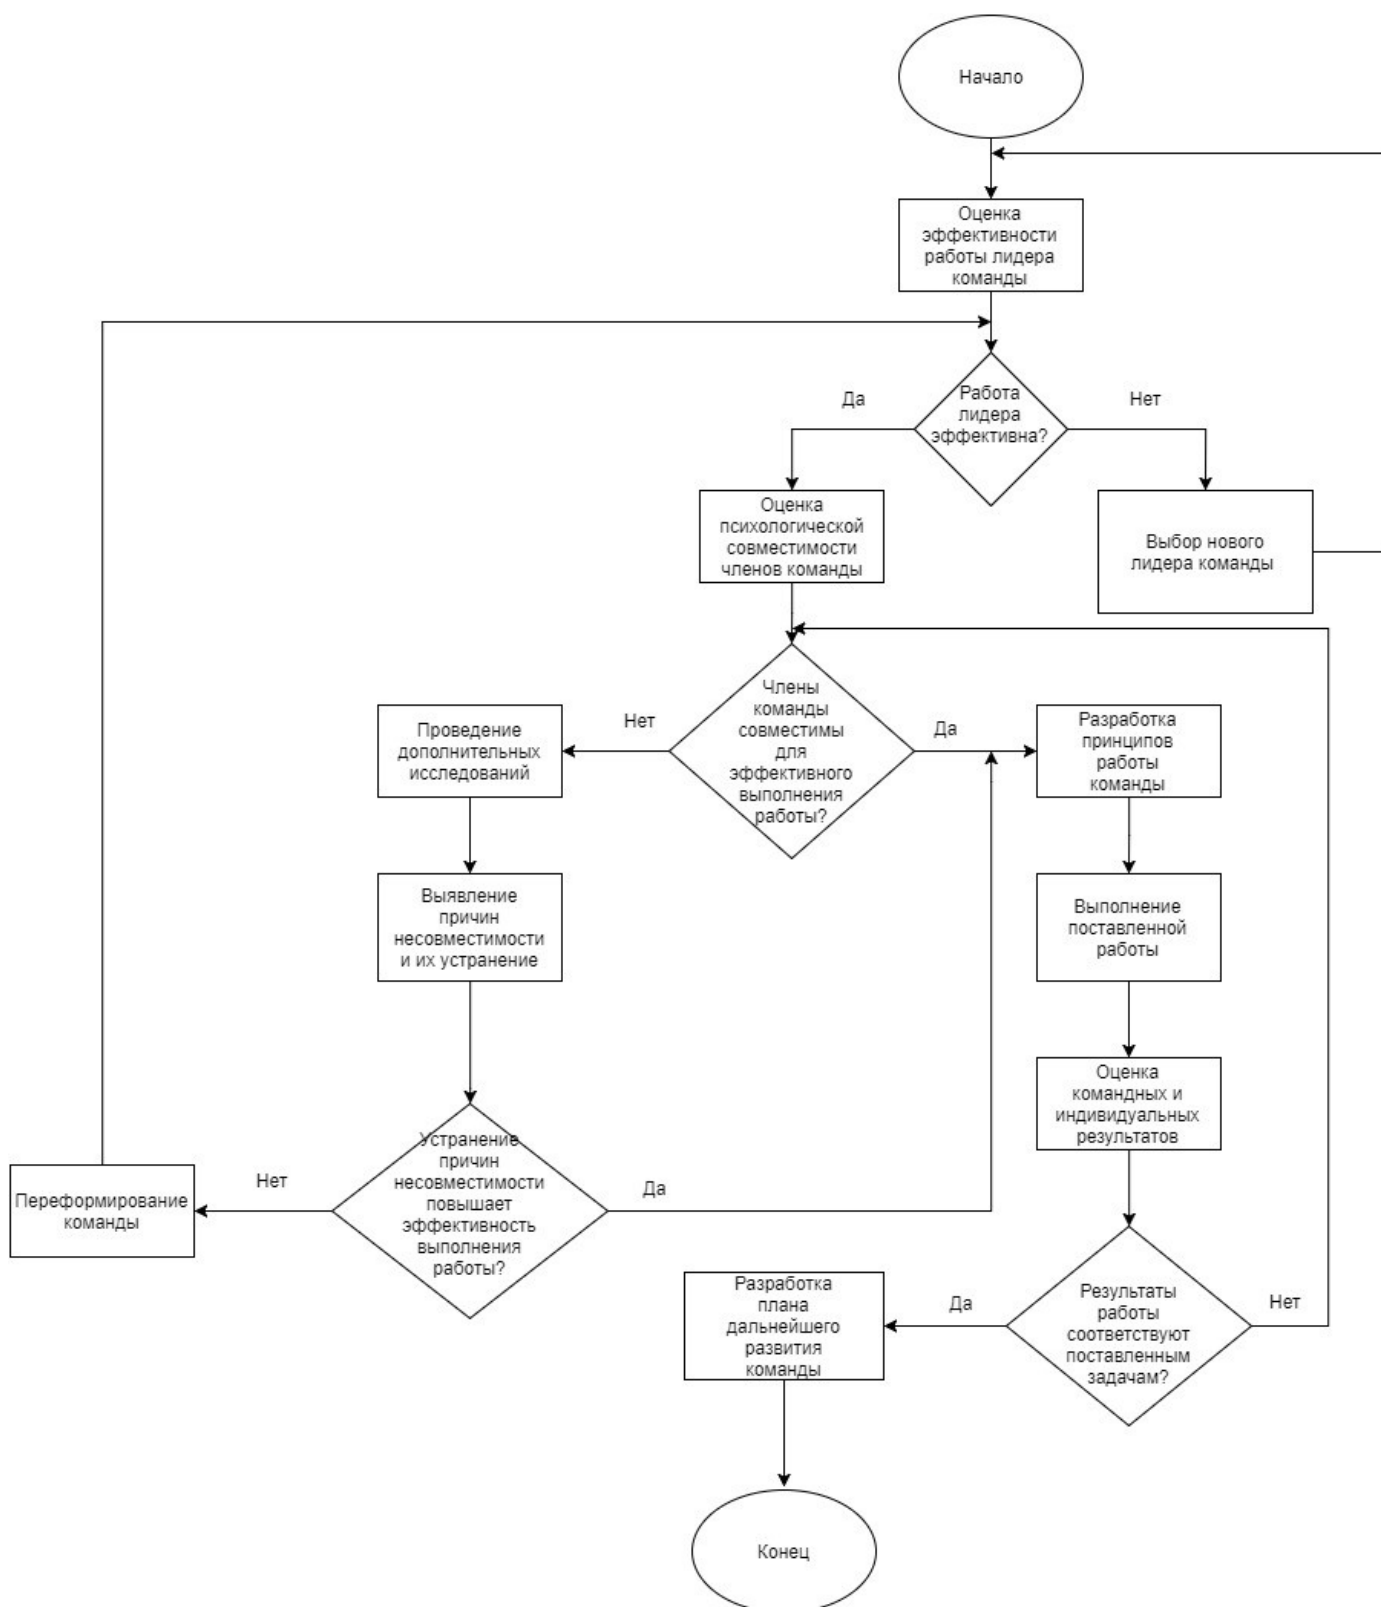 Начало
Оценка
эффективности
работы лидера
команды
Работа
лидера
эффективна?
Да
Нет
Оценка
психологической
совместимости
членов команды
Выбор нового
лидера команды
Члены
команды
совместимы
для
эффективного
выполнения
работы?
Нет
Да
Проведение
дополнительных
исследований
Разработка
принципов
работы
команды
Выявление
причин
несовместимости
и их устранение
Выполнение
поставленной
работы
Оценка
командных и
индивидуальных
результатов
Устранение
причин
несовместимости
повышает
эффективность
выполнения
работы?
Нет
Да
Переформирование
команды
Результаты
работы
соответствуют
поставленным
задачам?
Да
Нет
Разработка
плана
дальнейшего
развития
команды
Конец